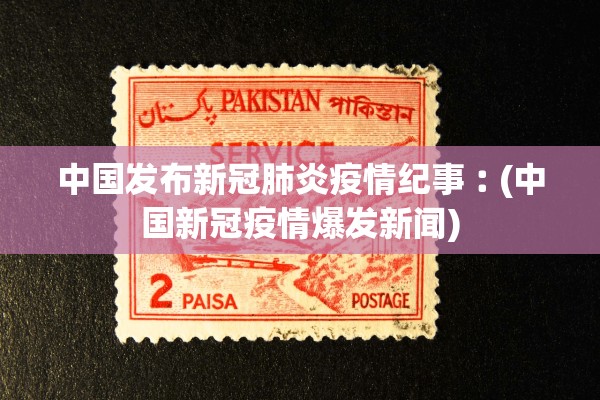 پاکستان PAKISTAN পাকিস্তান
SERVICE
中国发布新冠肺炎疫情纪事：(中
国新冠疫情爆发新闻)
2 PAISA POSTAGE